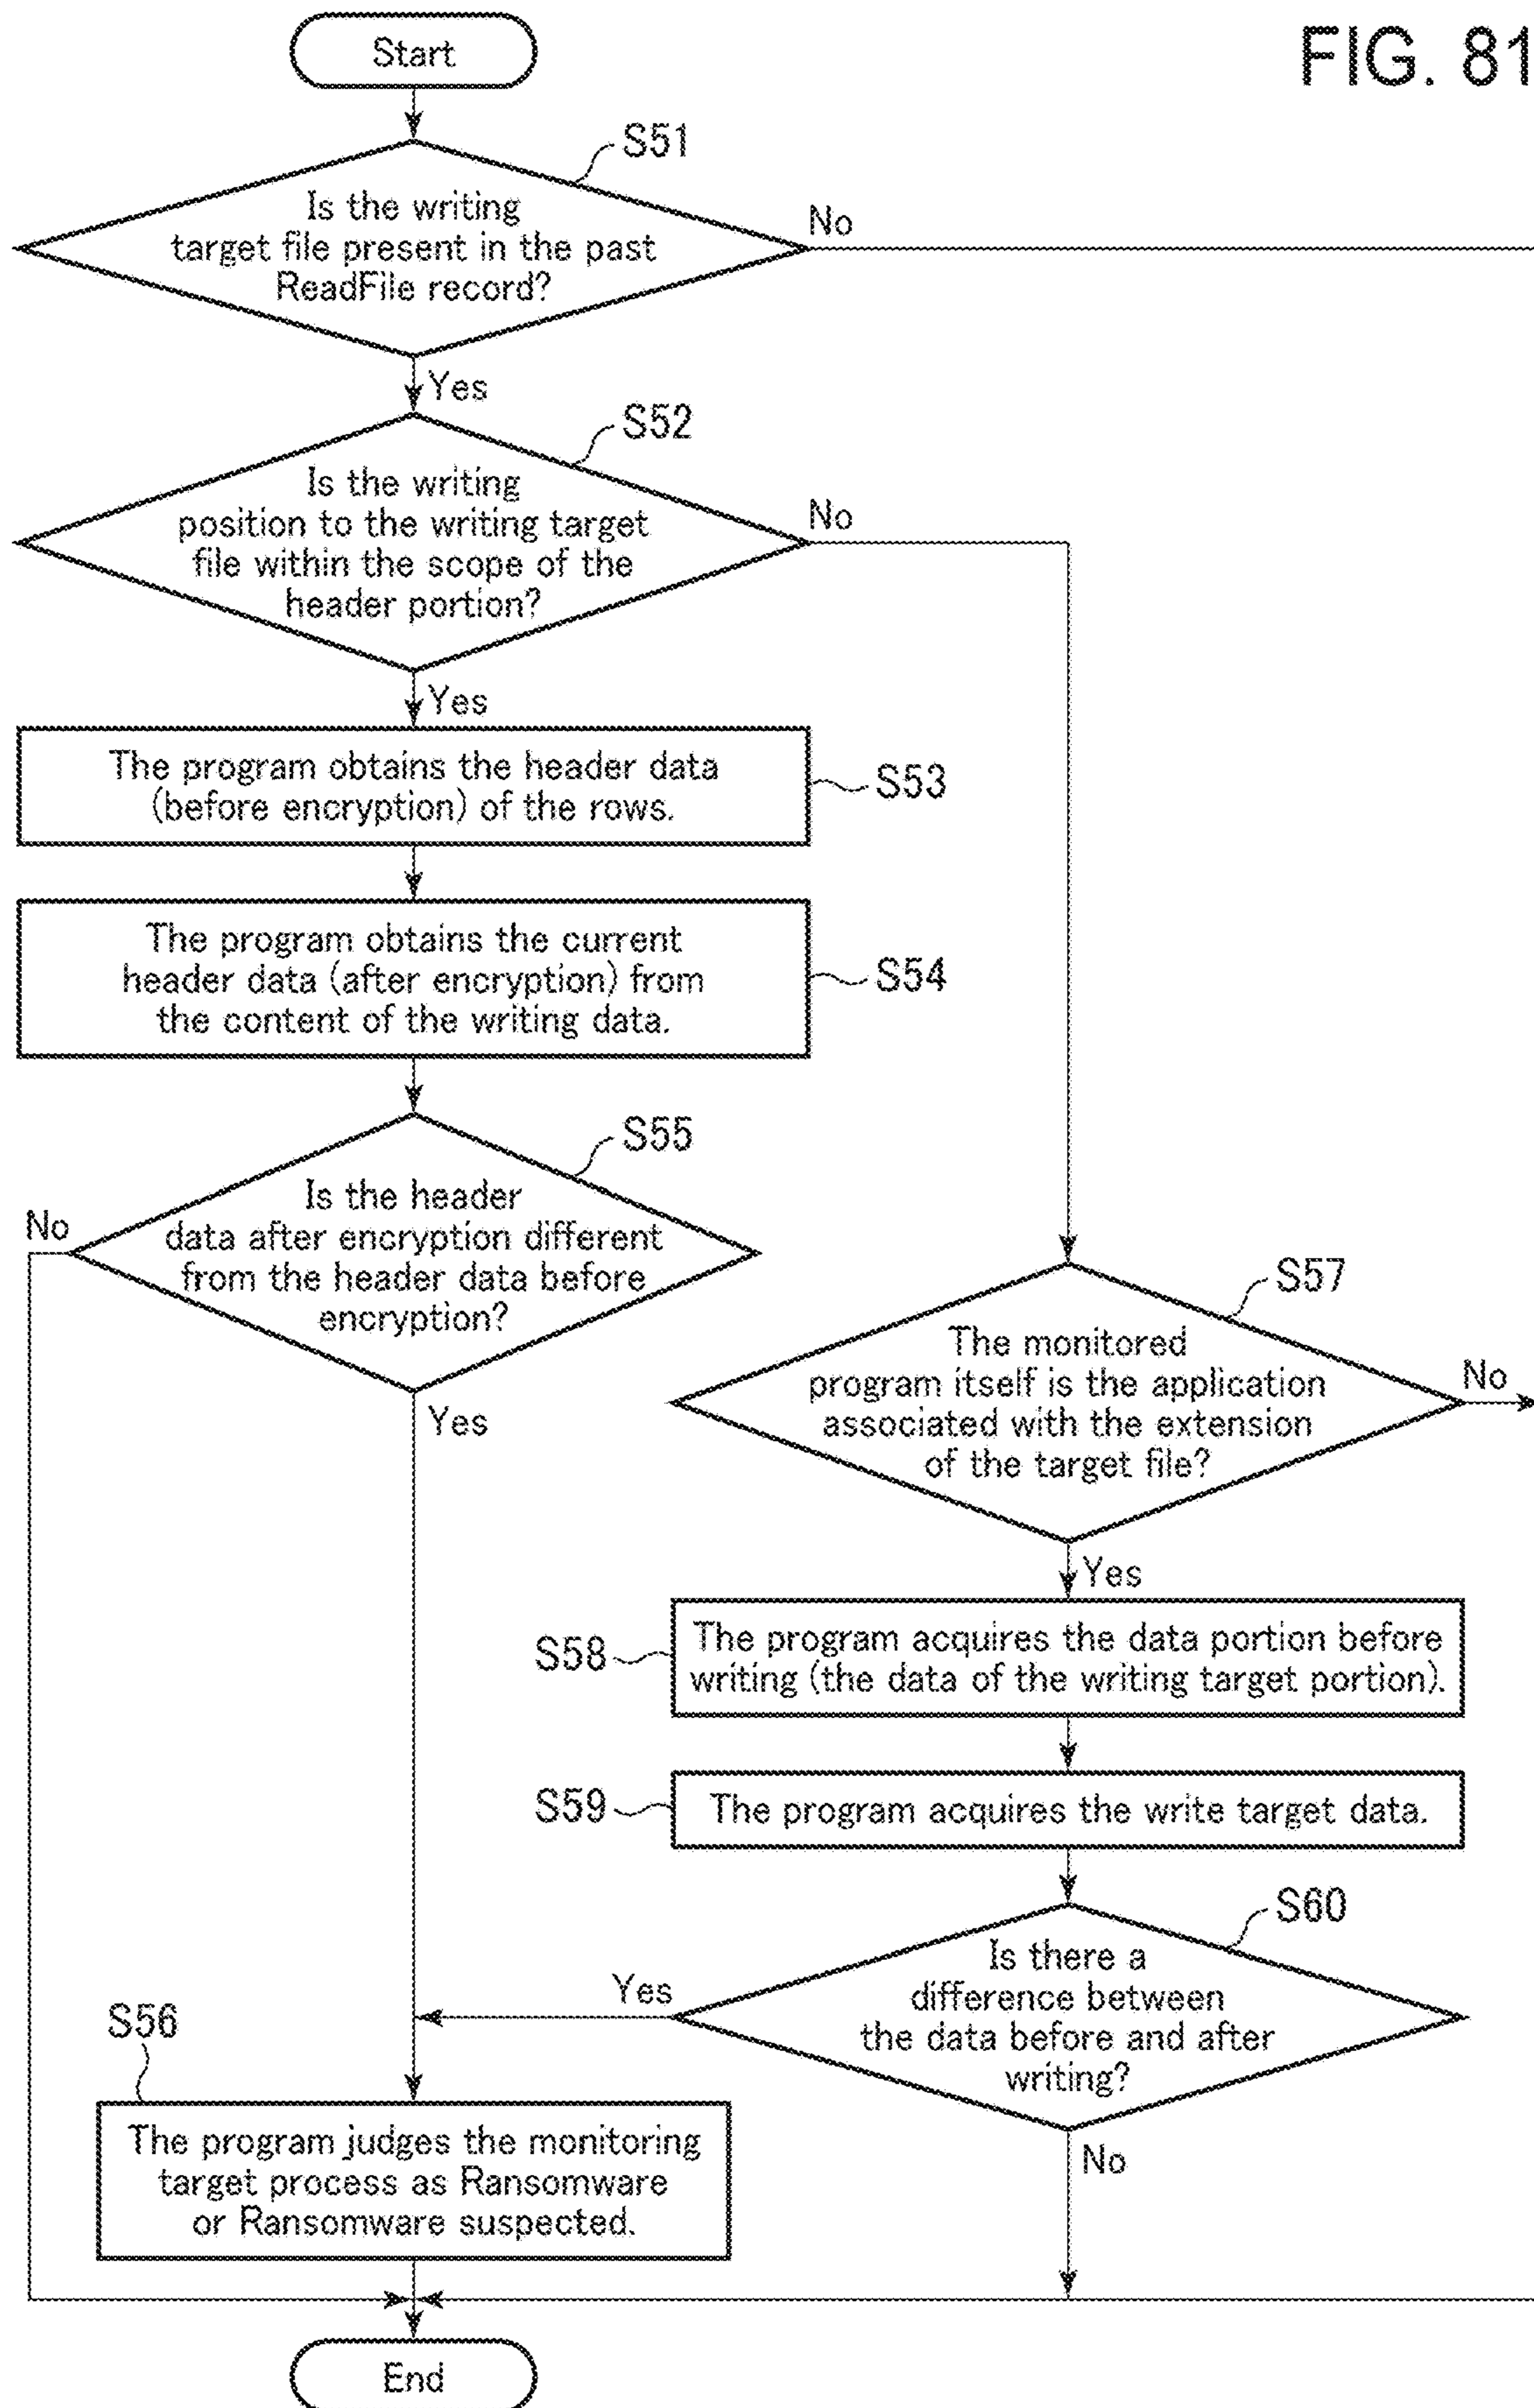 FIG. 81
Start
S51
Is the writing
target file present in the past
ReadFile record?
No
Yes
S52
Is the writing
position to the writing target
file within the scope of the
header portion?
No
Yes
The program obtains the header data
(before encryption) of the rows.
S53
The program obtains the current
header data (after encryption) from
the content of the writing data.
S54
S55
Is the header
data after encryption different
from the header data before
encryption?
No
Yes
S57
The monitored
program itself is the application
associated with the extension
of the target file?
No
Yes
S58
The program acquires the data portion before
writing (the data of the writing target portion).
S59
The program acquires the write target data.
S60
Is there a
difference between
the data before and after
writing?
Yes
No
S56
The program judges the monitoring
target process as Ransomware
or Ransomware suspected.
End